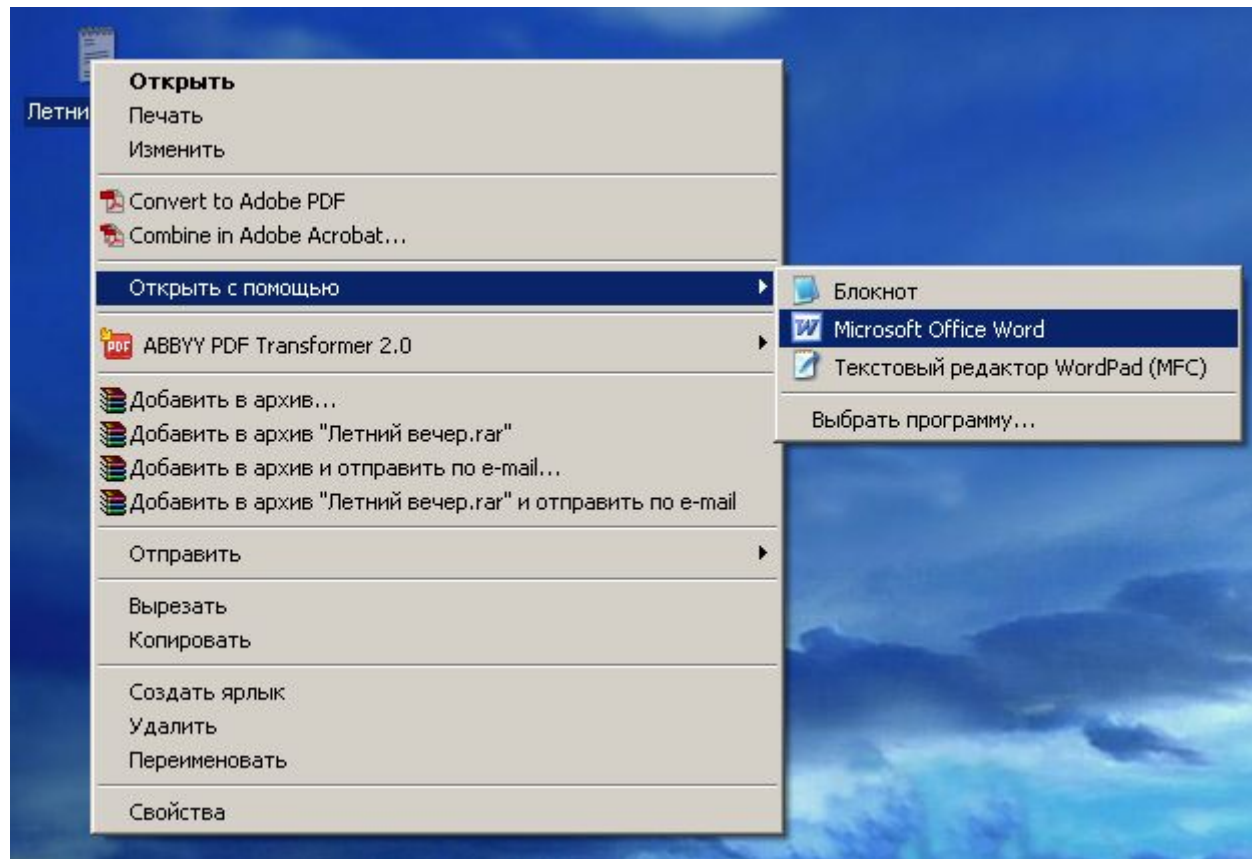 Летни
Открыть
Печать
Изменить
Convert to Adobe PDF
Combine in Adobe Acrobat...
Открыть с помощью
ABBYY PDF Transformer 2.0
Добавить в архив...
Добавить в архив "Летний вечер.rar"
Добавить в архив и отправить по e-mail...
Добавить в архив "Летний вечер.rar" и отправить по e-mail
Отправить
Вырезать
Копировать
Создать ярлык
Удалить
Переименовать
Свойства
Блокнот
Microsoft Office Word
Текстовый редактор WordPad (MFC)
Выбрать программу...